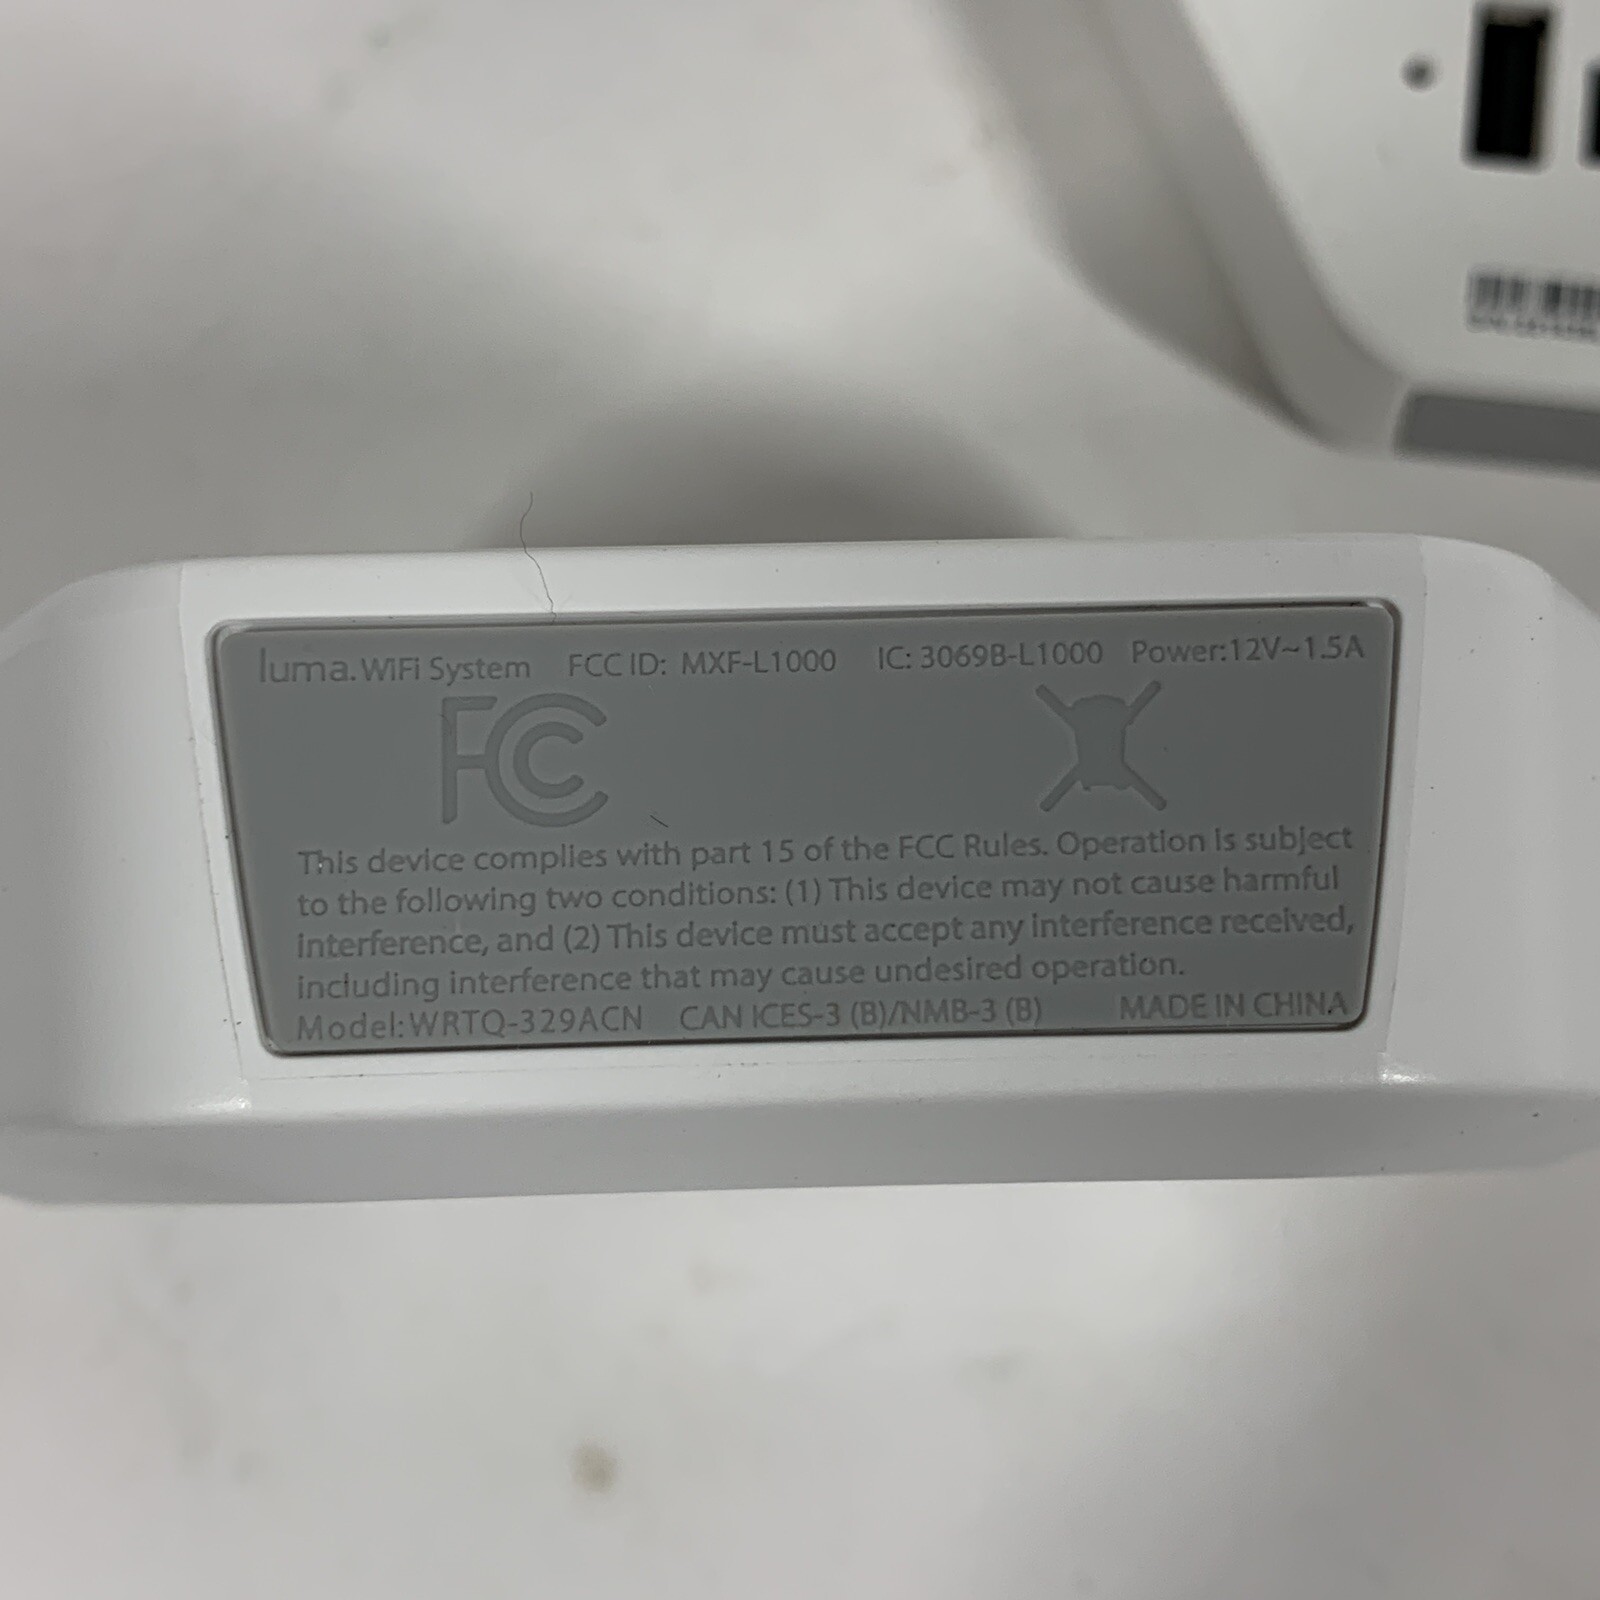 luma. WiFi System FCC ID: MXF-L1000 IC: 3069B-L1000 Power:12V~1.5A
FC
This device complies with part 15 of the FCC Rules. Operation is subject
to the following two conditions: (1) This device may not cause harmful
interference, and (2) This device must accept any interference received,
including interference that may cause undesired operation.
Model:WRTQ-329ACN CAN ICES-3 (B)/NMB-3 (B) MADE IN CHINA